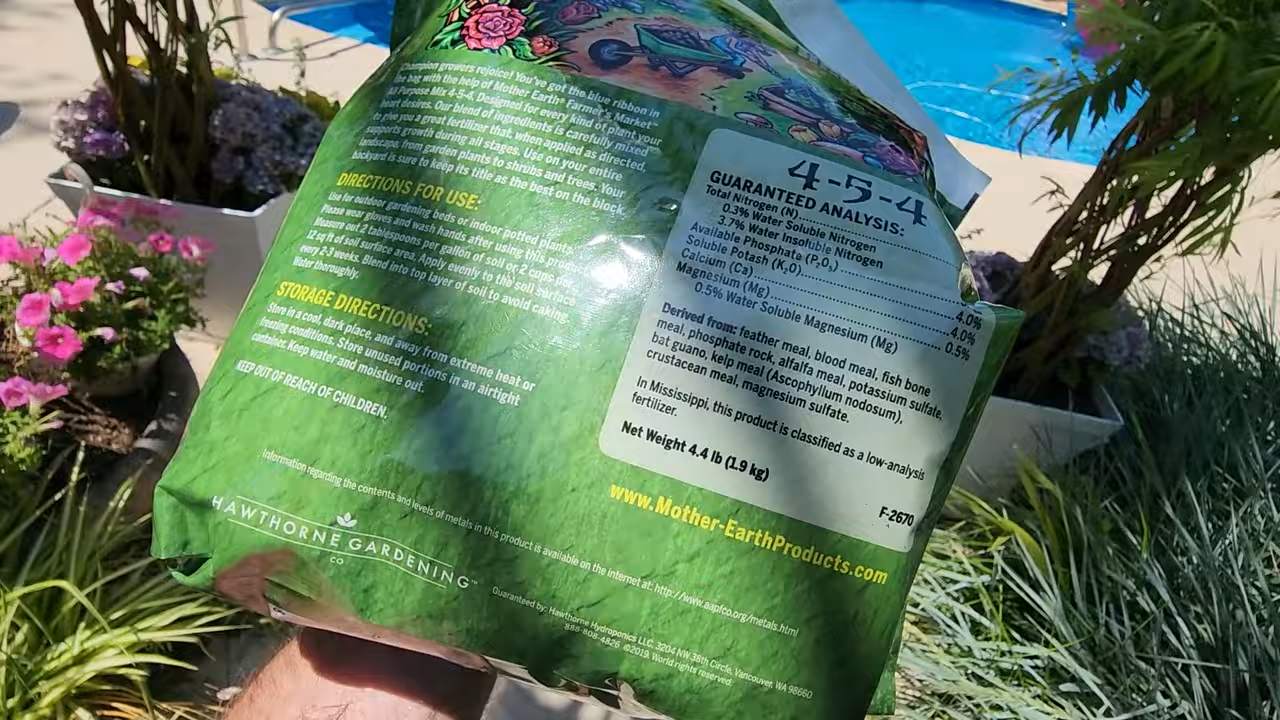 Champion growers rejoice! You've got the blue ribbon in
the bag with the help of Mother Earth® Farmer's Market™
All Purpose Mix 4-5-4. Designed for every kind of plant your
heart desires. Our blend of ingredients is carefully mixed
to give you a great fertilizer that, when applied as directed,
supports growth during all stages. Use on your entire
landscape, from garden plants to shrubs and trees. Your
backyard is sure to keep its title as the best on the block.
DIRECTIONS FOR USE:
Use for outdoor gardening beds or indoor potted plants.
Please wear gloves and wash hands after using this product.
Measure out 2 tablespoons per gallon of soil or 2 cups per
12 sq ft of soil surface area. Apply evenly to the soil surface
every 2-3 weeks. Blend into top layer of soil to avoid caking.
Water thoroughly.
STORAGE DIRECTIONS:
Store in a cool, dark place, and away from extreme heat or
freezing conditions. Store unused portions in an airtight
container. Keep water and moisture out.
KEEP OUT OF REACH OF CHILDREN.
4-5-4
GUARANTEED ANALYSIS:
Total Nitrogen (N)
0.3% Water Soluble Nitrogen
3.7% Water Insoluble Nitrogen
Available Phosphate (P₂O₅)
Soluble Potash (K₂O) 4.0%
Calcium (Ca) 4.0%
Magnesium (Mg) 0.5%
0.5% Water Soluble Magnesium (Mg)
Derived from: feather meal, blood meal, fish bone
meal, phosphate rock, alfalfa meal, potassium sulfate,
bat guano, kelp meal (Ascophyllum nodosum),
crustacean meal, magnesium sulfate.
In Mississippi, this product is classified as a low-analysis
fertilizer.
Net Weight 4.4 lb (1.9 kg)
F-2670
www.Mother-EarthProducts.com
Information regarding the contents and levels of metals in this product is available on the internet at: http://www.aapfco.org/metals.html
HAWTHORNE GARDENING™
CO
Guaranteed by: Hawthorne Hydroponics LLC. 3204 NW 38th Circle, Vancouver, WA 98660
888-808-4826 ©2019. World rights reserved.